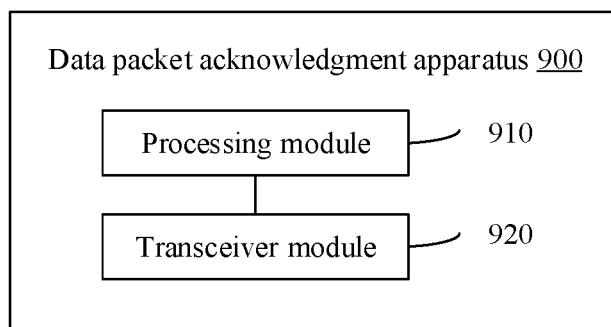 Data packet acknowledgment apparatus 900
Processing module
910
Transceiver module
920